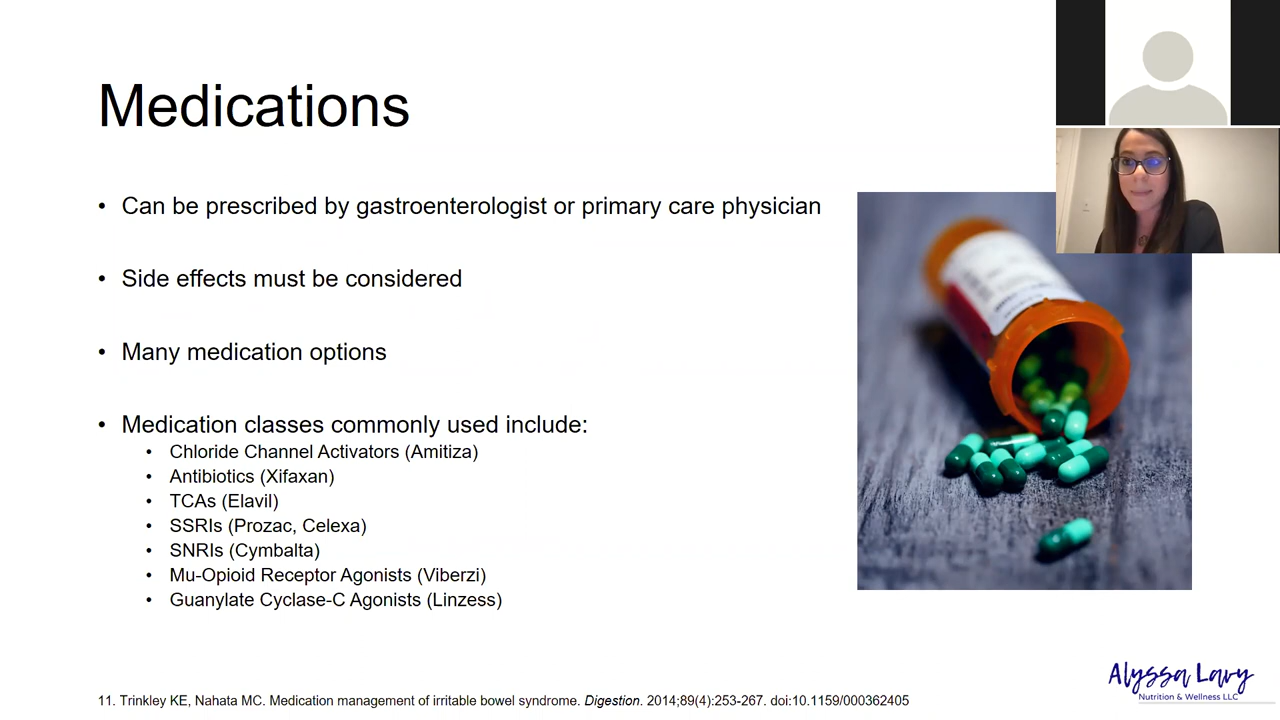 Medications
• Can be prescribed by gastroenterologist or primary care physician
• Side effects must be considered
• Many medication options
• Medication classes commonly used include:
• Chloride Channel Activators (Amitiza)
• Antibiotics (Xifaxan)
• TCAs (Elavil)
• SSRIs (Prozac, Celexa)
• SNRIs (Cymbalta)
• Mu-Opioid Receptor Agonists (Viberzi)
• Guanylate Cyclase-C Agonists (Linzess)
11. Trinkley KE, Nahata MC. Medication management of irritable bowel syndrome. Digestion. 2014;89(4):253-267. doi:10.1159/000362405
Alyssa Lavy
Nutrition & Wellness LLC